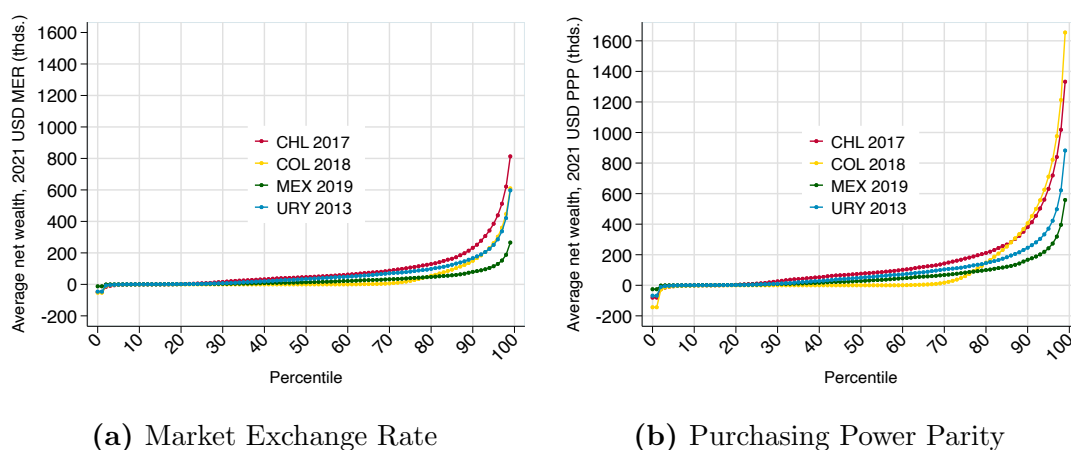 1600
1400
1200
1000
800
600
400
200
0
-200
Average net wealth, 2021 USD MER (thds.)
CHL 2017
COL 2018
MEX 2019
URY 2013
0 10 20 30 40 50 60 70 80 90 100
Percentile
(a) Market Exchange Rate
1600
1400
1200
1000
800
600
400
200
0
-200
Average net wealth, 2021 USD PPP (thds.)
CHL 2017
COL 2018
MEX 2019
URY 2013
0 10 20 30 40 50 60 70 80 90 100
Percentile
(b) Purchasing Power Parity